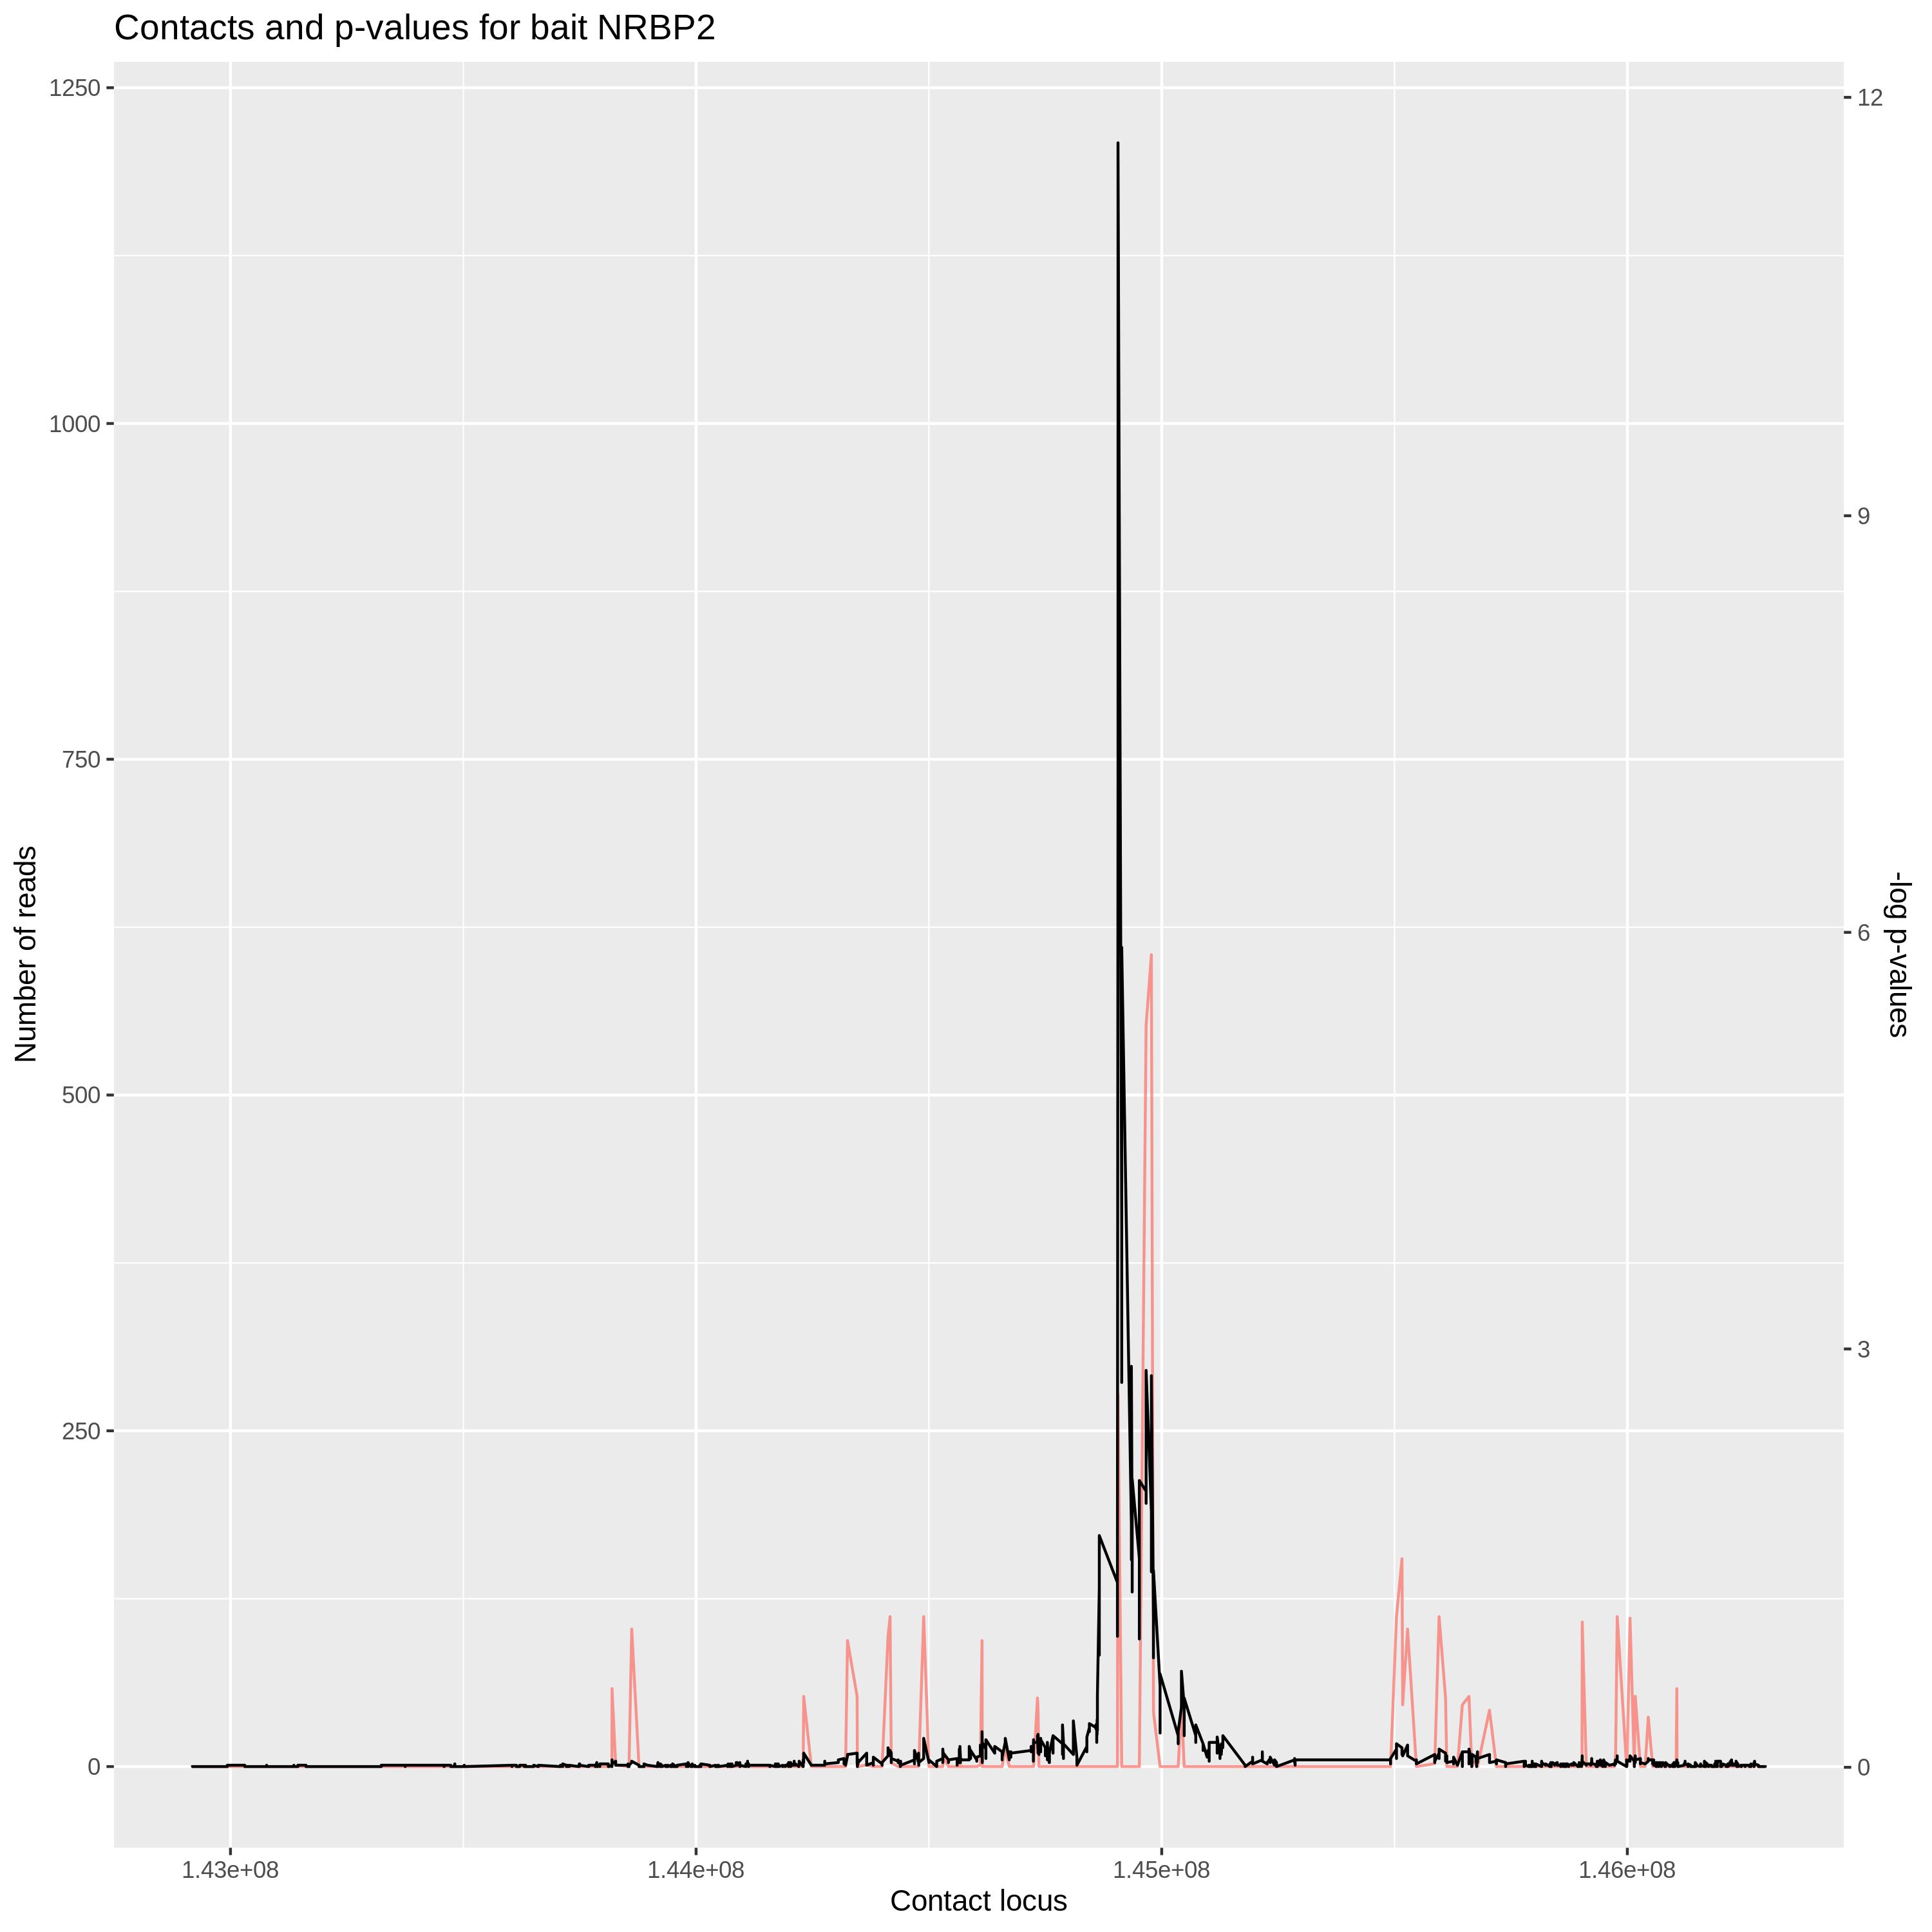 Contacts and p-values for bait NRBP2
1250
1000
750
500
250
0
Number of reads
12
9
6
3
0
-log p-values
1.43e+08
1.44e+08
1.45e+08
1.46e+08
Contact locus